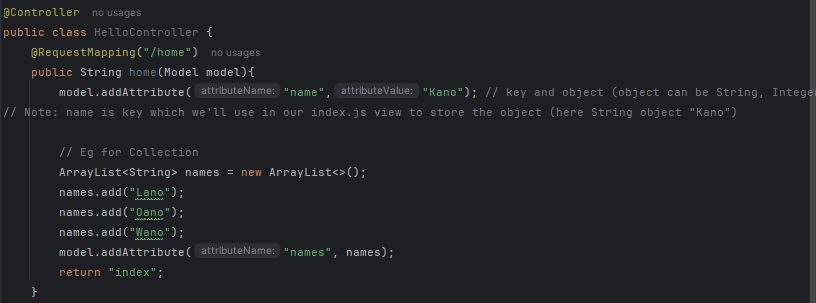 @Controller no usages
public class HelloController {
@RequestMapping("/home") no usages
public String home(Model model){
model.addAttribute( attributeName: "name", attributeValue: "Kano"); // key and object (object can be String, Integer
// Note: name is key which we'll use in our index.js view to store the object (here String object "Kano")
// Eg for Collection
ArrayList<String> names = new ArrayList<>();
names.add("Lano");
names.add("Oano");
names.add("Wano");
model.addAttribute( attributeName: "names", names);
return "index";
}